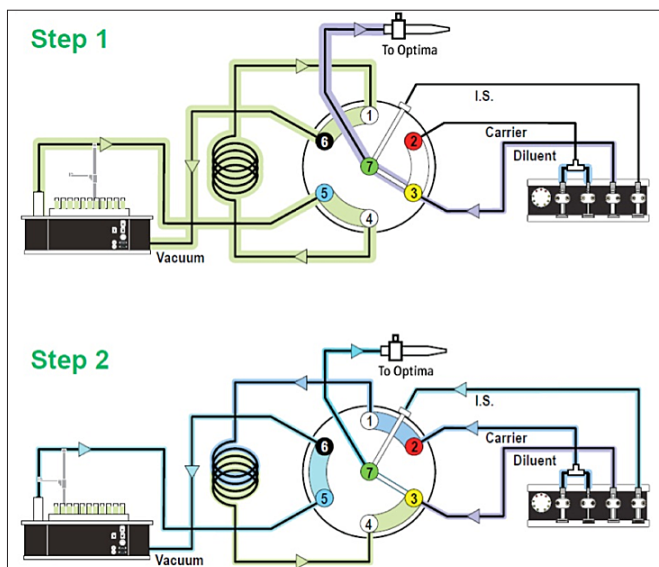 Step 1
To Optima
I.S.
Carrier
Diluent
1
6
2
7
5
3
4
Vacuum
Step 2
To Optima
I.S.
1
Carrier
6
2
Diluent
7
5
3
4
Vacuum